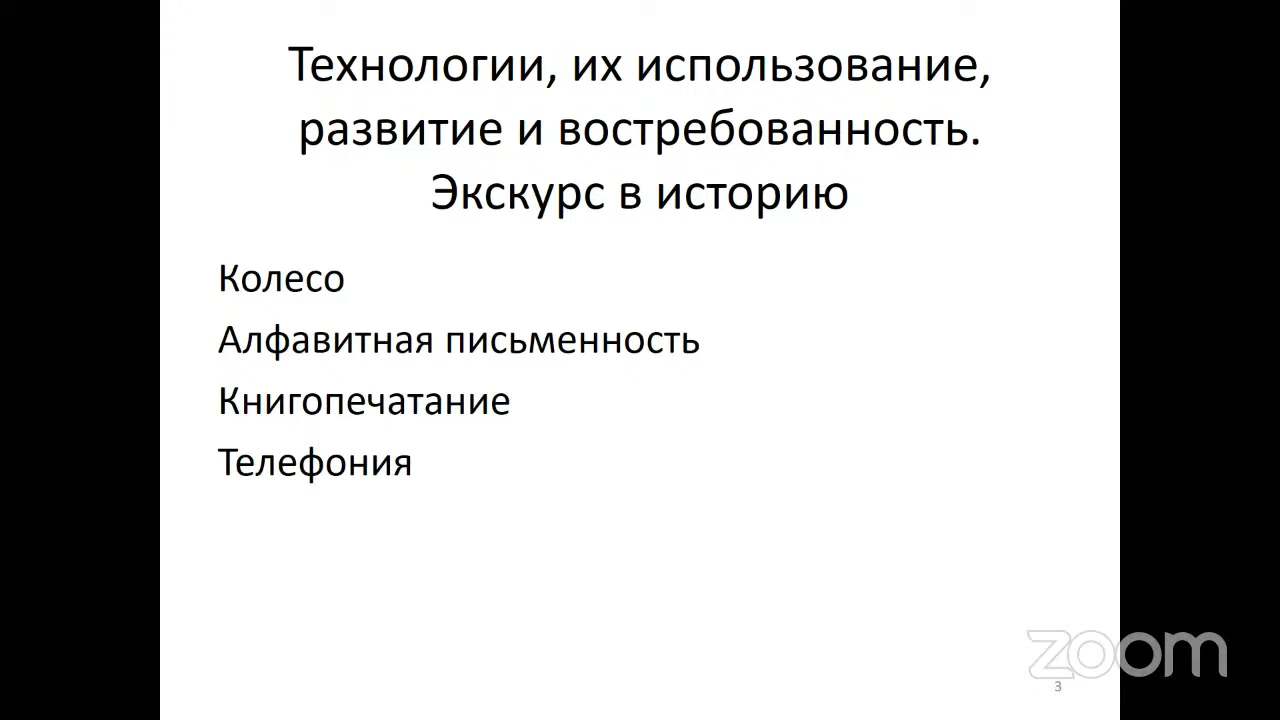 Технологии, их использование,
развитие и востребованность.
Экскурс в историю
Колесо
Алфавитная письменность
Книгопечатание
Телефония
zoom
3